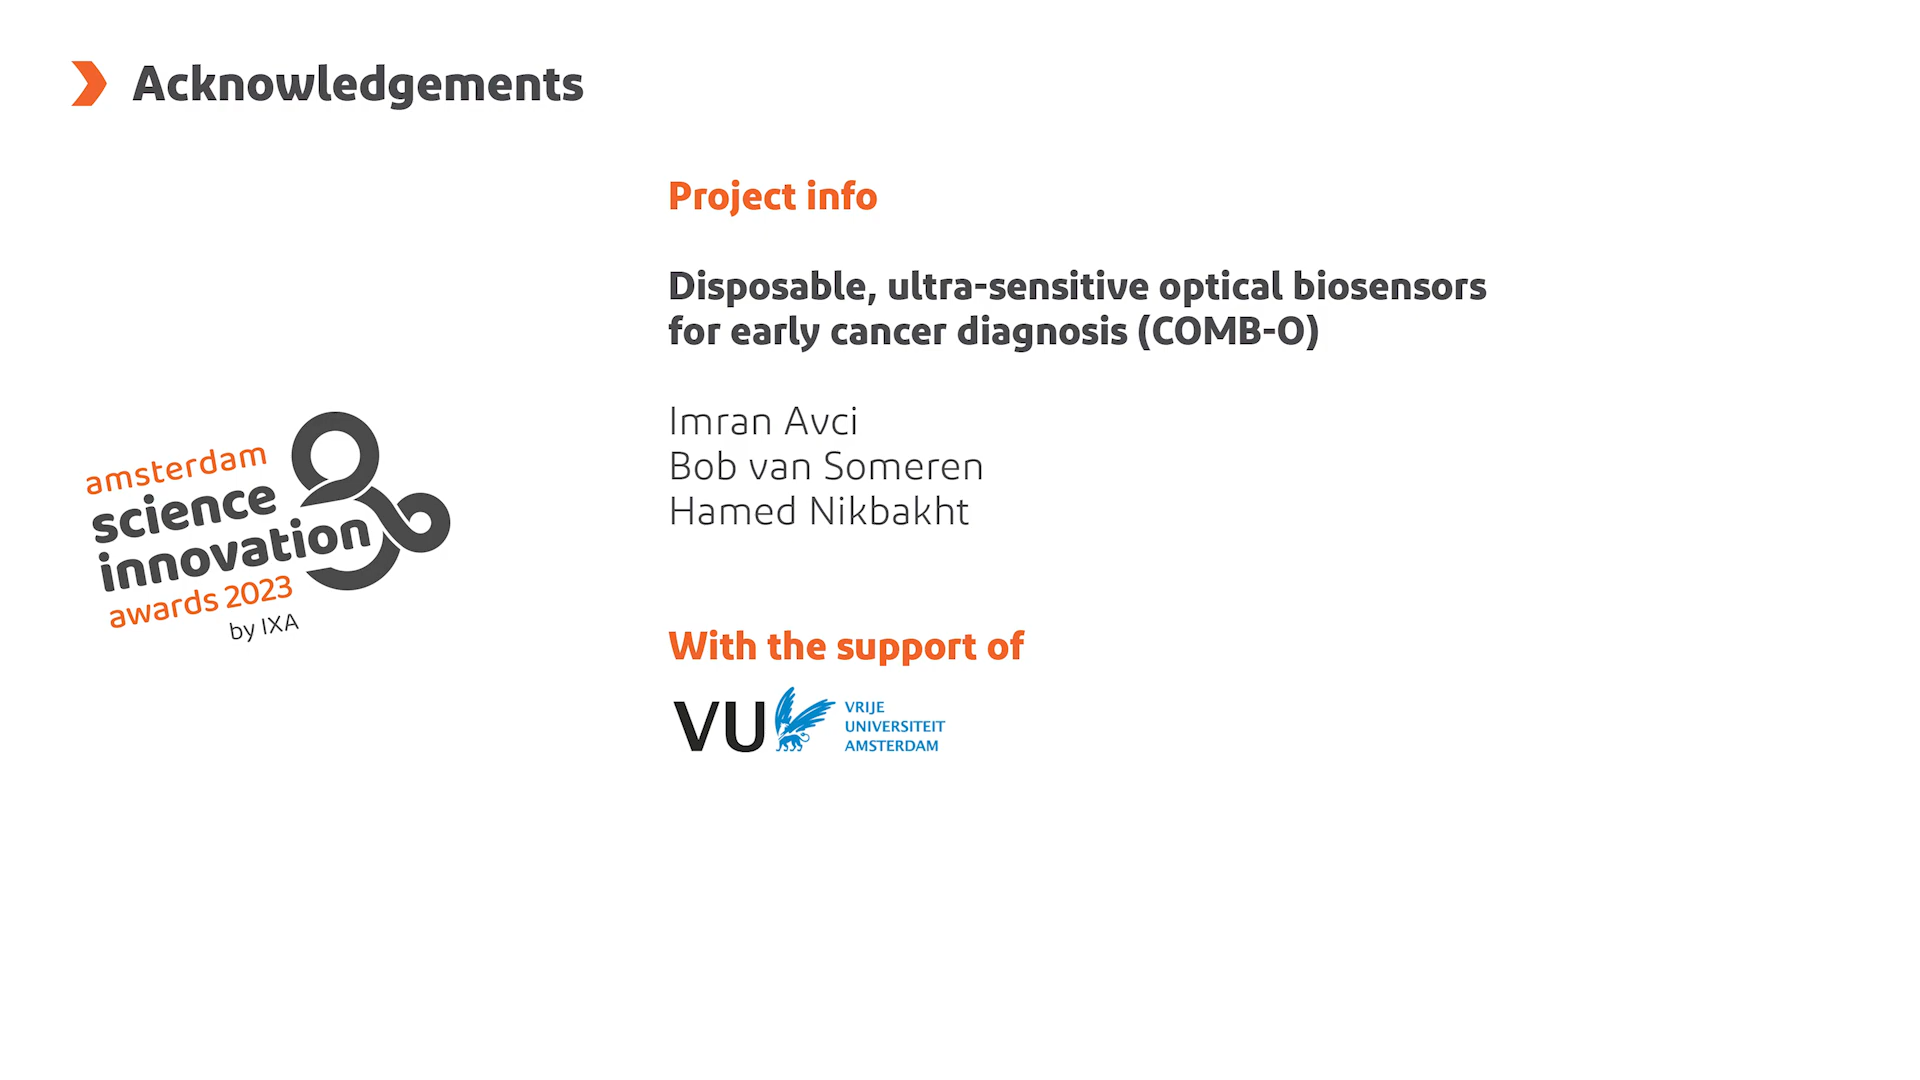 Acknowledgements
Project info
Disposable, ultra-sensitive optical biosensors
for early cancer diagnosis (COMB-O)
Imran Avci
Bob van Someren
Hamed Nikbakht
amsterdam
science
innovation
awards 2023
by IXA
With the support of
VU
VRIJE
UNIVERSITEIT
AMSTERDAM